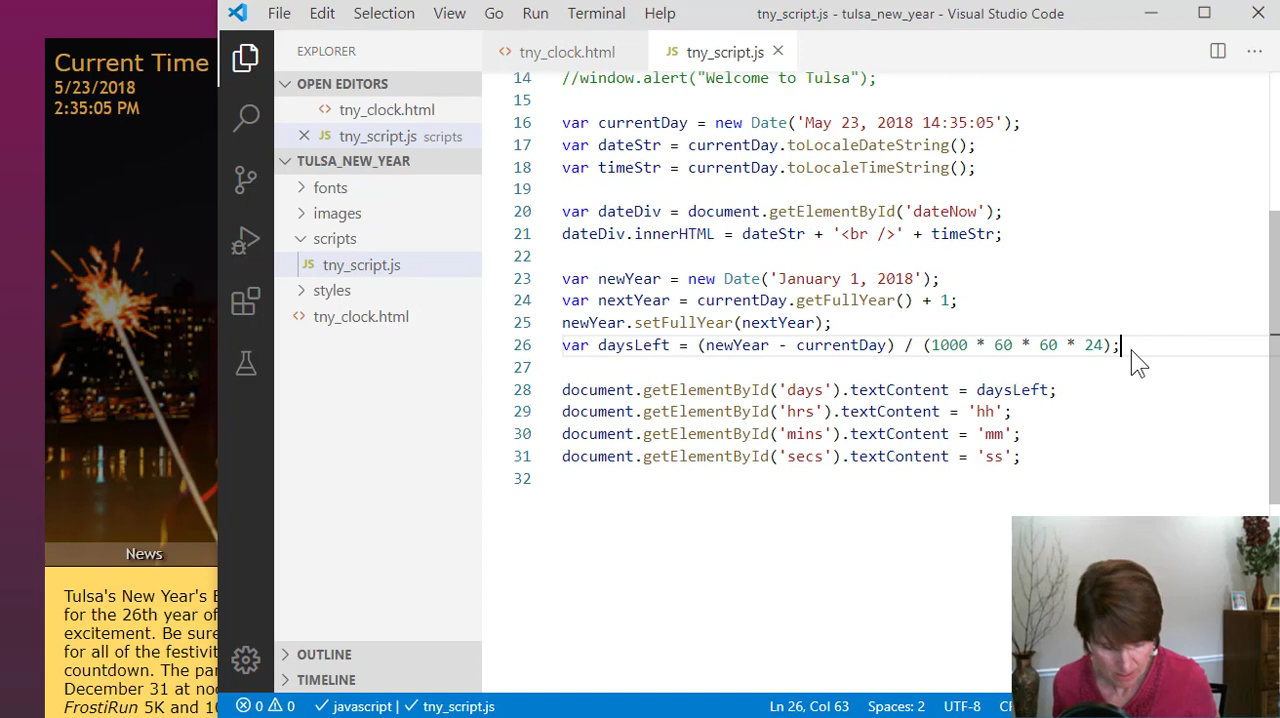 File Edit Selection View Go Run Terminal Help tny_script.js - tulsa_new_year - Visual Studio Code
Current Time
5/23/2018
2:35:05 PM
News
Tulsa's New Year's E
for the 26th year of
excitement. Be sure
for all of the festivit
countdown. The par
December 31 at noo
FrostiRun 5K and 10
EXPLORER
OPEN EDITORS
tny_clock.html
tny_script.js scripts
TULSA_NEW_YEAR
fonts
images
scripts
JS tny_script.js
styles
tny_clock.html
OUTLINE
TIMELINE
tny_clock.html JS tny_script.js
14 //window.alert("Welcome to Tulsa");
15
16 var currentDay = new Date('May 23, 2018 14:35:05');
17 var dateStr = currentDay.toLocaleDateString();
18 var timeStr = currentDay.toLocaleTimeString();
19
20 var dateDiv = document.getElementById('dateNow');
21 dateDiv.innerHTML = dateStr + '<br />' + timeStr;
22
23 var newYear = new Date('January 1, 2018');
24 var nextYear = currentDay.getFullYear() + 1;
25 newYear.setFullYear(nextYear);
26 var daysLeft = (newYear - currentDay) / (1000 * 60 * 60 * 24);
27
28 document.getElementById('days').textContent = daysLeft;
29 document.getElementById('hrs').textContent = 'hh';
30 document.getElementById('mins').textContent = 'mm';
31 document.getElementById('secs').textContent = 'ss';
32
0 0 javascript tny_script.js Ln 26, Col 63 Spaces: 2 UTF-8